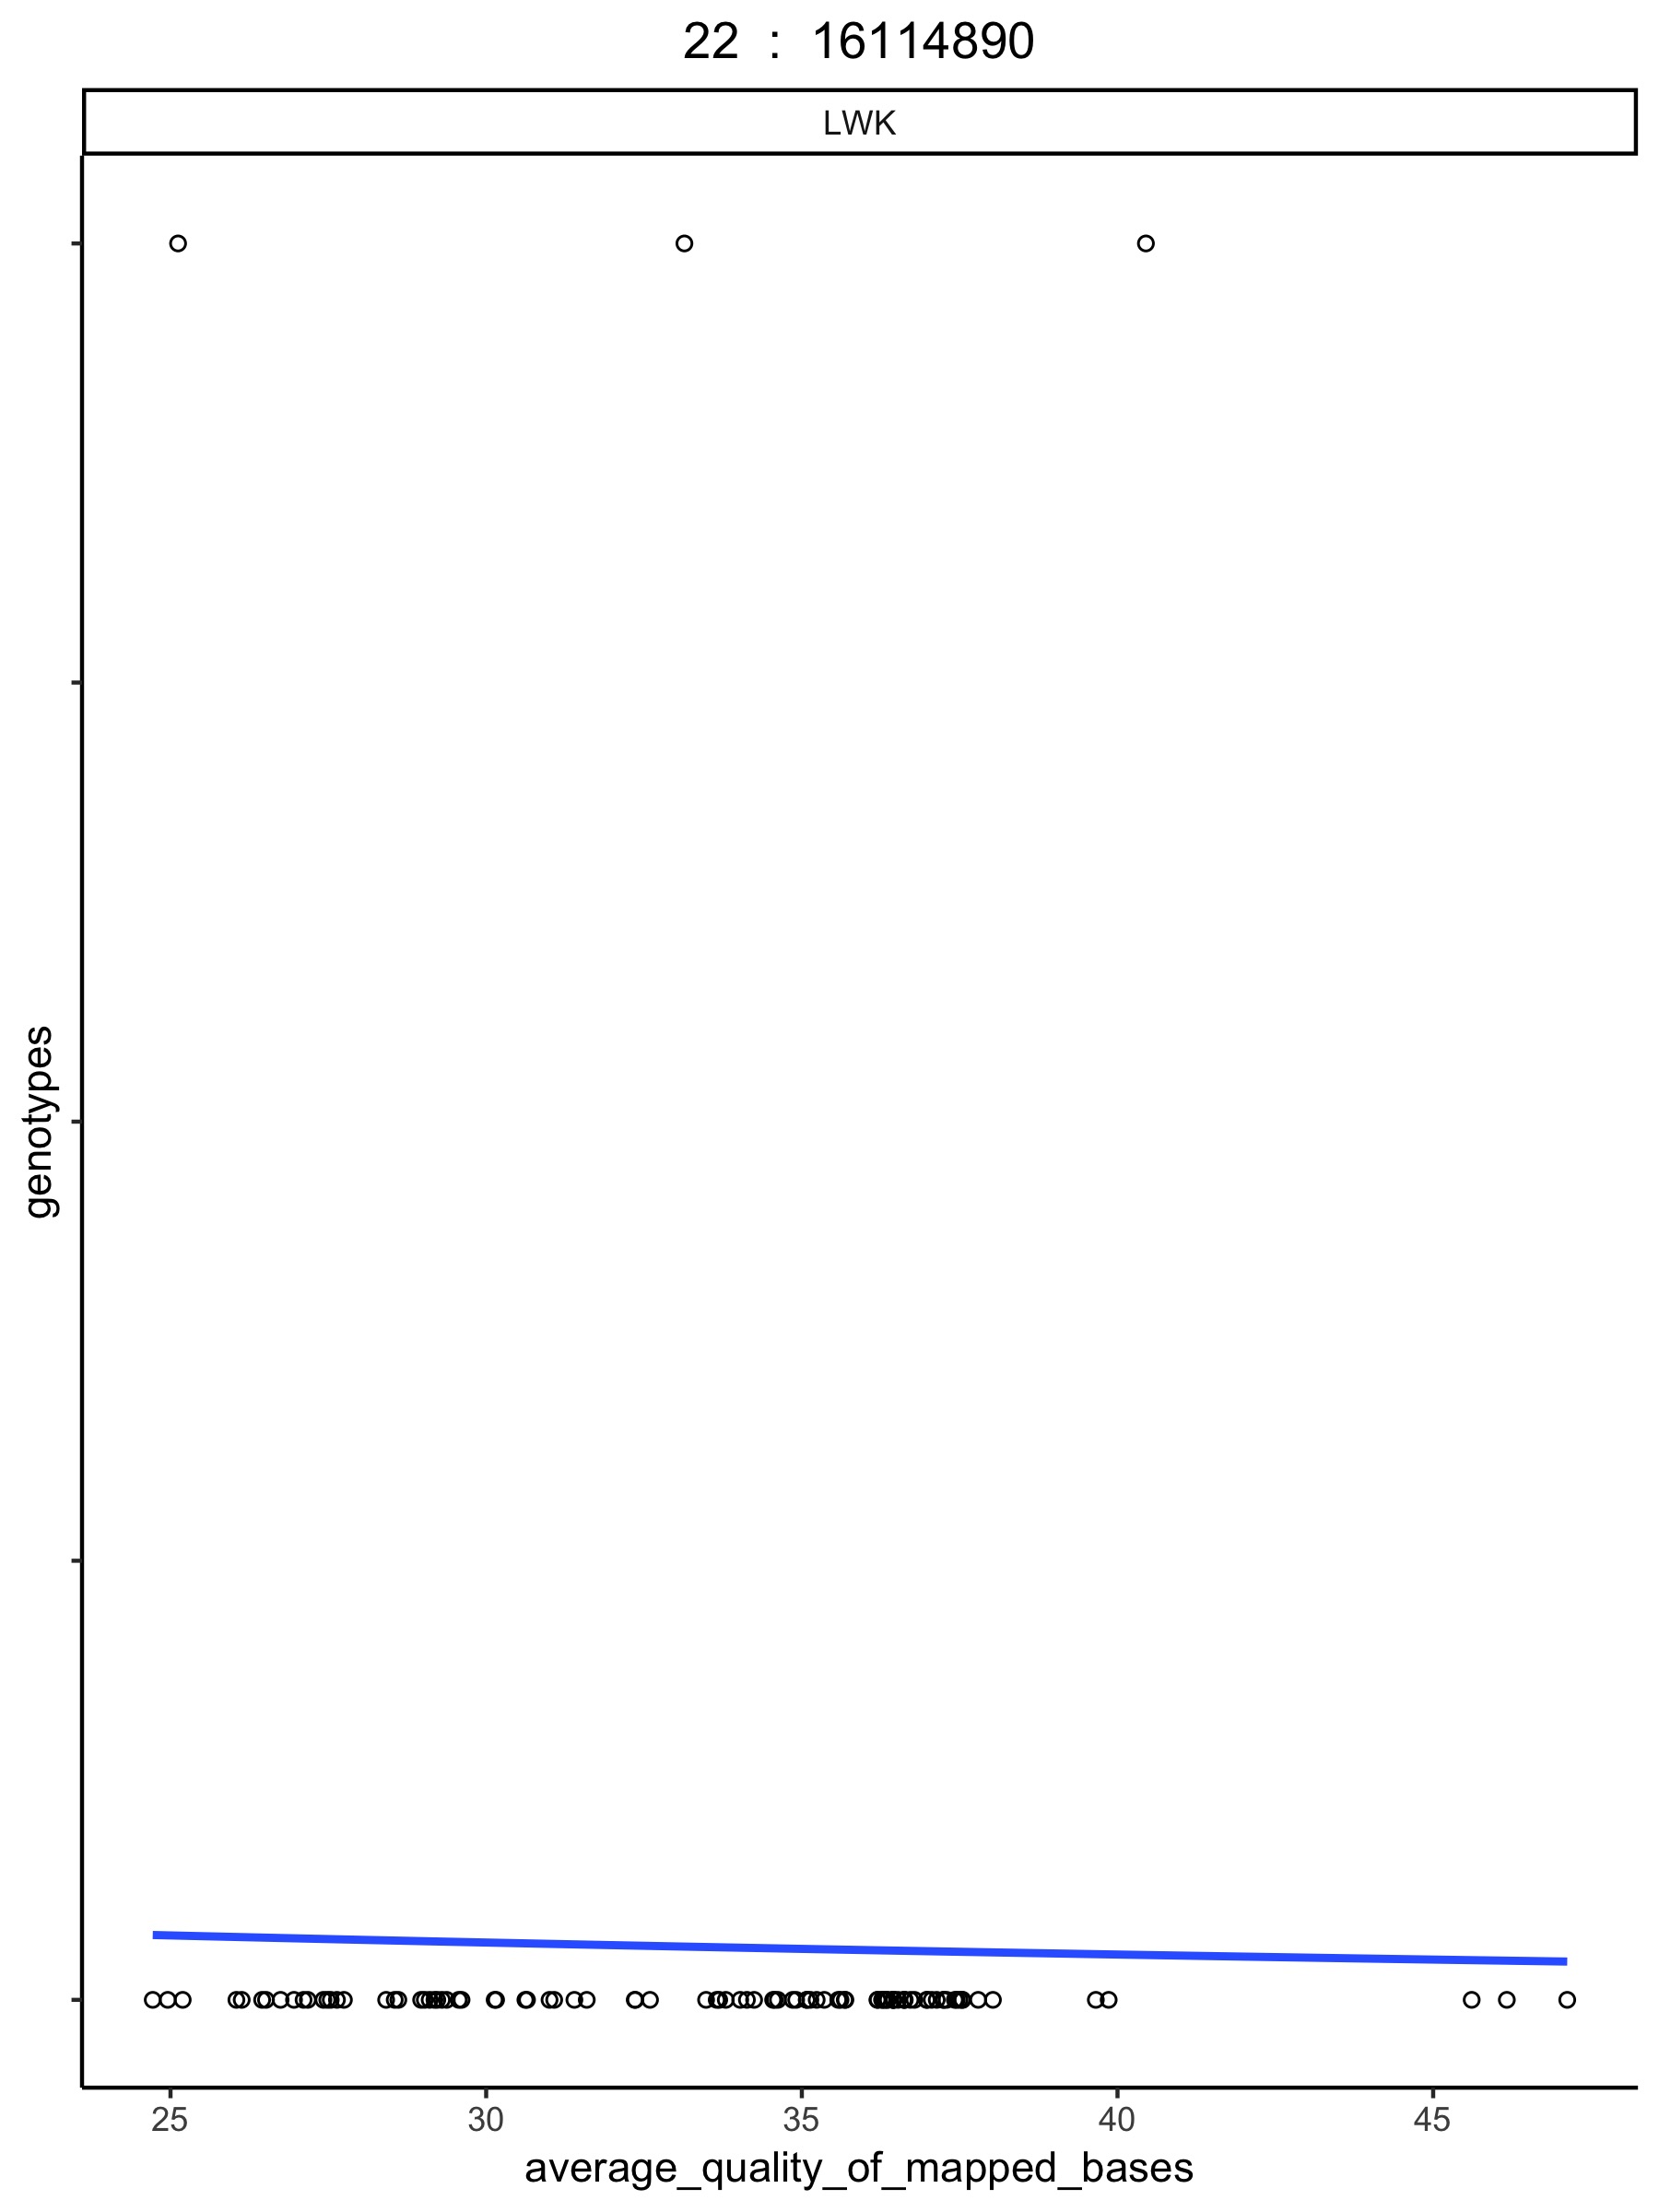 22 : 16114890
LWK
genotypes
25 30 35 40 45
average_quality_of_mapped_bases